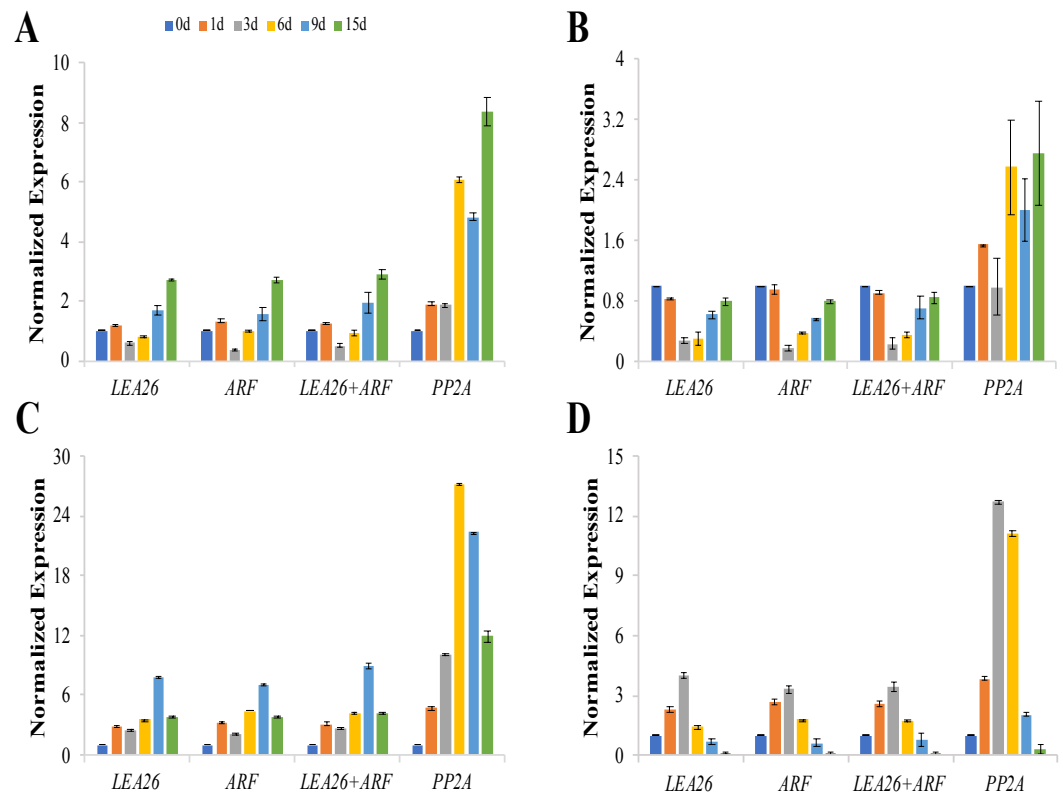 A
0d 1d 3d 6d 9d 15d
Normalized Expression
10
8
6
4
2
0
LEA26 ARF LEA26+ARF PP2A
B
Normalized Expression
4
3.2
2.4
1.6
0.8
0
LEA26 ARF LEA26+ARF PP2A
C
Normalized Expression
30
24
18
12
6
0
LEA26 ARF LEA26+ARF PP2A
D
Normalized Expression
15
12
9
6
3
0
LEA26 ARF LEA26+ARF PP2A